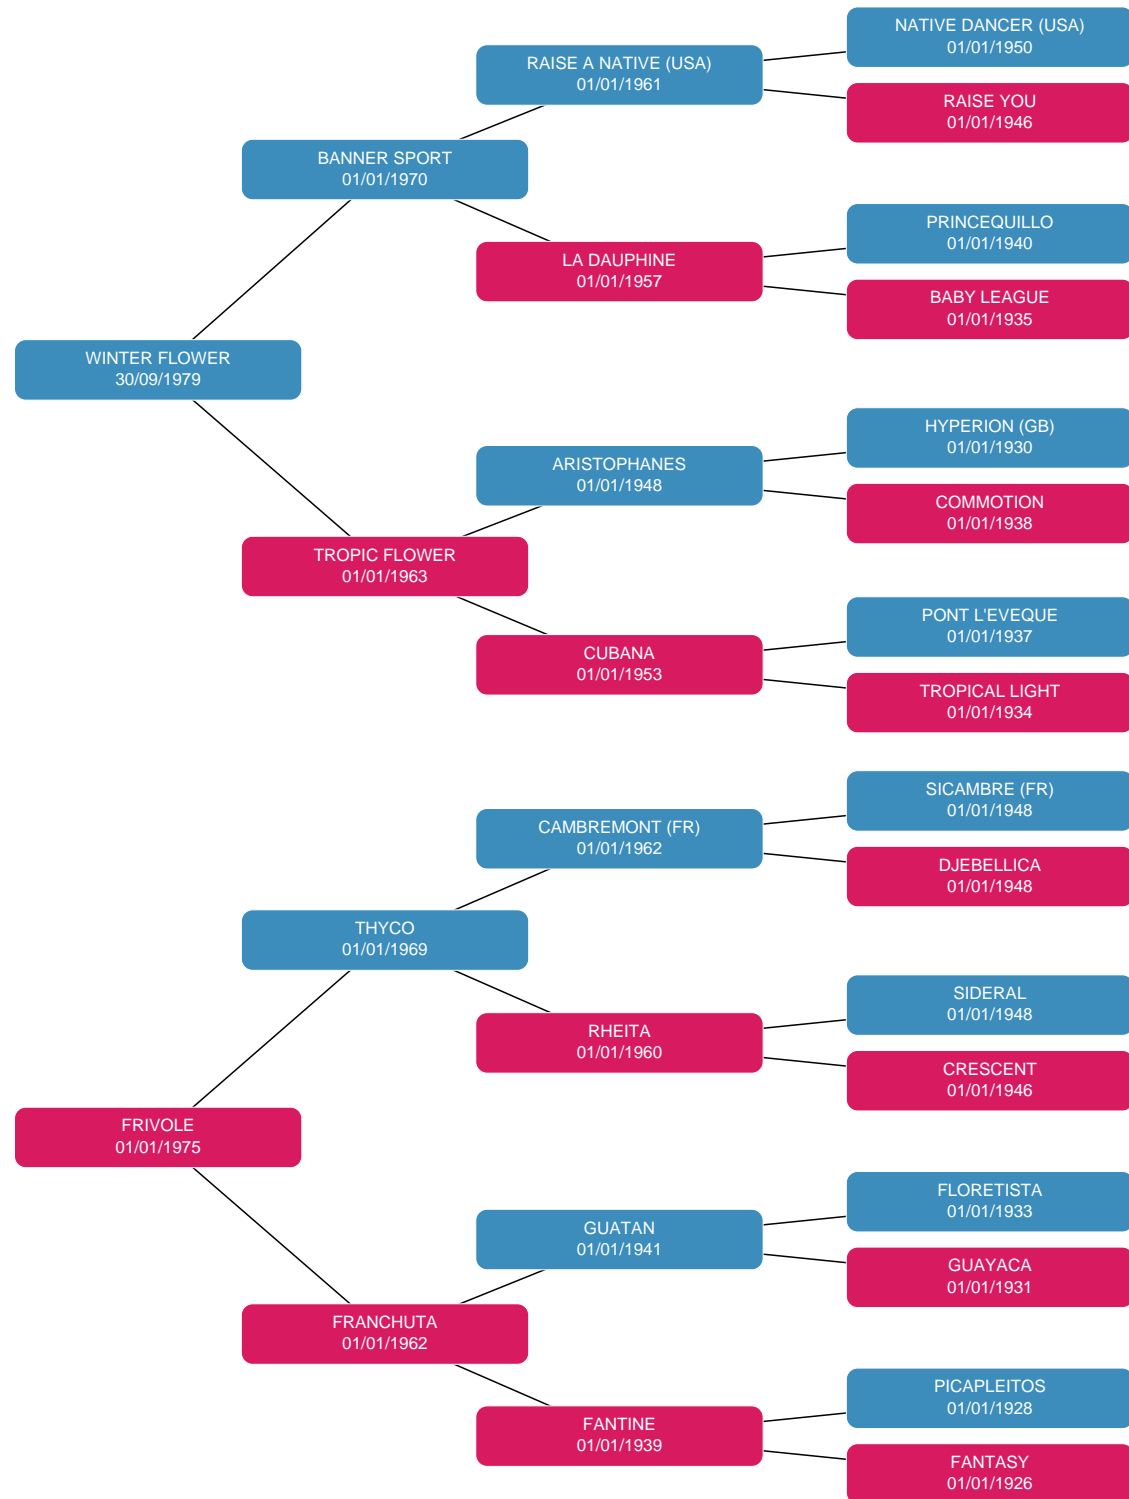 NATIVE DANCER (USA)
01/01/1950
RAISE A NATIVE (USA)
01/01/1961
RAISE YOU
01/01/1946
BANNER SPORT
01/01/1970
PRINCEQUILLO
01/01/1940
LA DAUPHINE
01/01/1957
BABY LEAGUE
01/01/1935
WINTER FLOWER
30/09/1979
HYPERION (GB)
01/01/1930
ARISTOPHANES
01/01/1948
COMMOTION
01/01/1938
TROPIC FLOWER
01/01/1963
PONT L'EVEQUE
01/01/1937
CUBANA
01/01/1953
TROPICAL LIGHT
01/01/1934
SICAMBRE (FR)
01/01/1948
CAMBREMONT (FR)
01/01/1962
DJEBELLICA
01/01/1948
THYCO
01/01/1969
SIDERAL
01/01/1948
RHEITA
01/01/1960
CRESCENT
01/01/1946
FRIVOLE
01/01/1975
FLORETISTA
01/01/1933
GUATAN
01/01/1941
GUAYACA
01/01/1931
FRANCHUTA
01/01/1962
PICAPLEITOS
01/01/1928
FANTINE
01/01/1939
FANTASY
01/01/1926